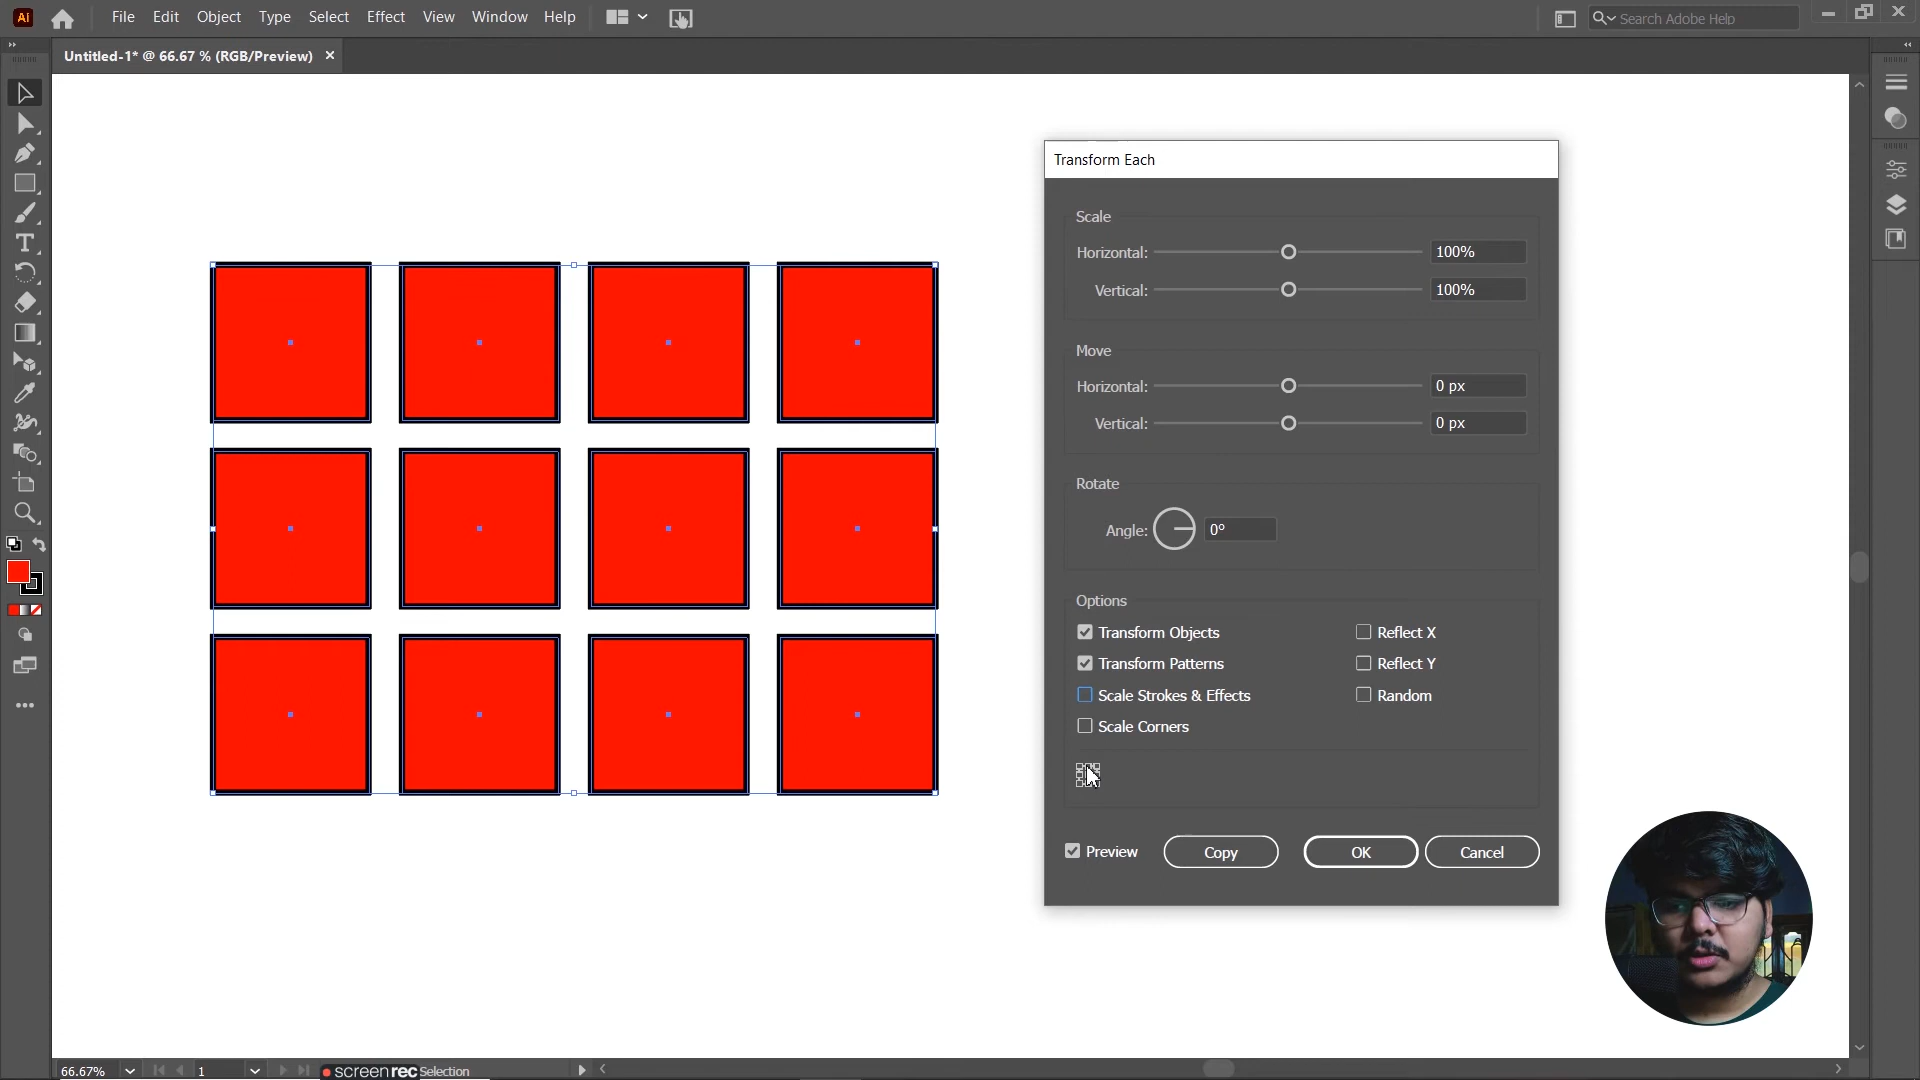 Ai
File Edit Object Type Select Effect View Window Help
Search Adobe Help
Untitled-1* @ 66.67 % (RGB/Preview)
Transform Each
Scale
Horizontal: 100%
Vertical: 100%
Move
Horizontal: 0 px
Vertical: 0 px
Rotate
Angle: 0°
Options
Transform Objects Reflect X
Transform Patterns Reflect Y
Scale Strokes & Effects Random
Scale Corners
Preview Copy OK Cancel
66.67% 1 screenrec Selection